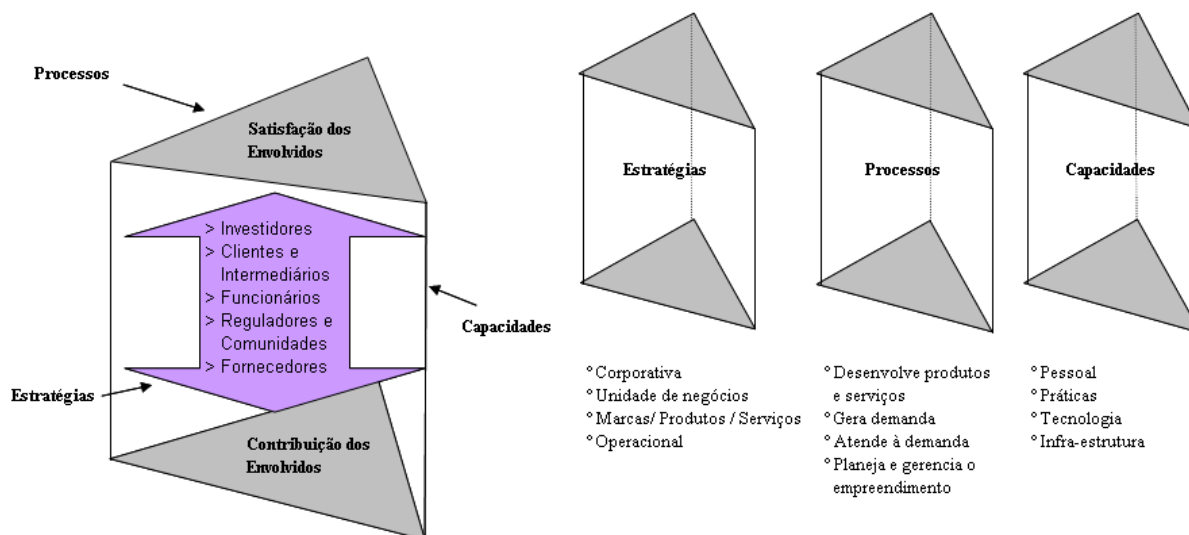 Processos
Satisfação dos
Envolvidos
> Investidores
> Clientes e
Intermediários
> Funcionários
> Reguladores e
Comunidades
> Fornecedores
Capacidades
Estratégias
Contribuição dos
Envolvidos
Estratégias
° Corporativa
° Unidade de negócios
° Marcas/ Produtos / Serviços
° Operacional
Processos
° Desenvolve produtos
e serviços
° Gera demanda
° Atende à demanda
° Planeja e gerencia o
empreendimento
Capacidades
° Pessoal
° Práticas
° Tecnologia
° Infra-estrutura